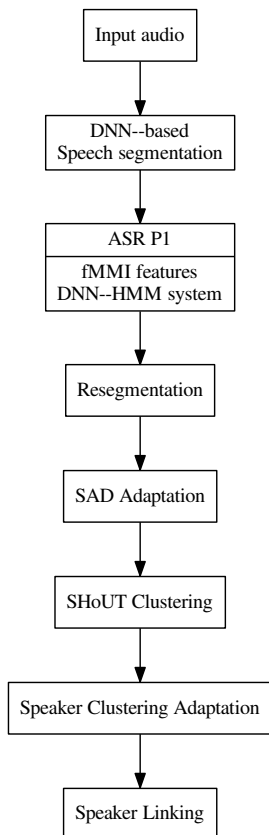 Input audio
DNN--based
Speech segmentation
ASR P1
fMMI features
DNN--HMM system
Resegmentation
SAD Adaptation
SHoUT Clustering
Speaker Clustering Adaptation
Speaker Linking